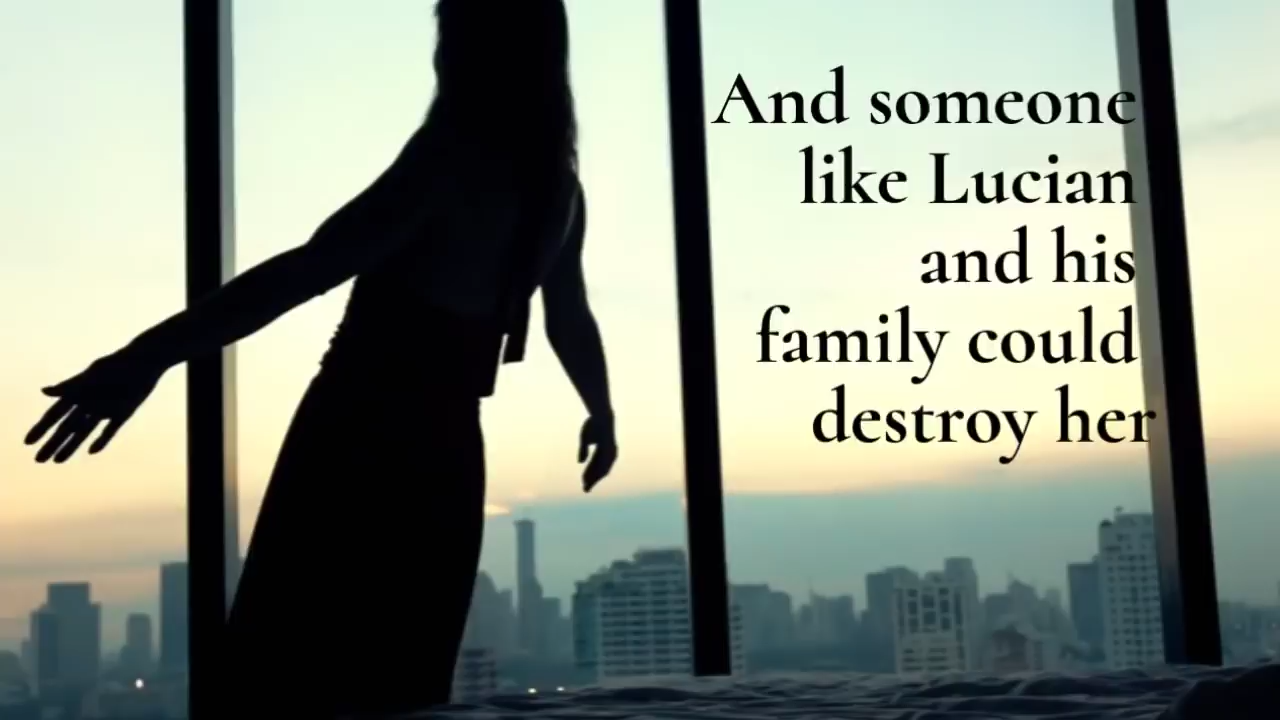 And someone
like Lucian
and his
family could
destroy her